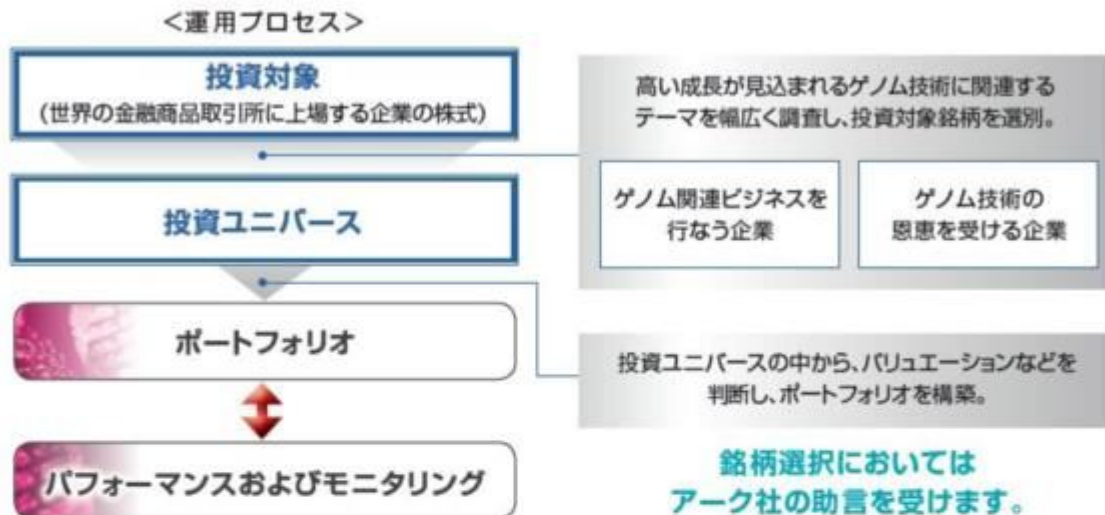 ＜運用プロセス＞
投資対象
(世界の金融商品取引所に上場する企業の株式)
高い成長が見込まれるゲノム技術に関連する
テーマを幅広く調査し、投資対象銘柄を選別。
ゲノム関連ビジネスを
行なう企業
ゲノム技術の
恩恵を受ける企業
投資ユニバース
ポートフォリオ
投資ユニバースの中から、バリュエーションなどを
判断し、ポートフォリオを構築。
パフォーマンスおよびモニタリング
銘柄選択においては
アーク社の助言を受けます。